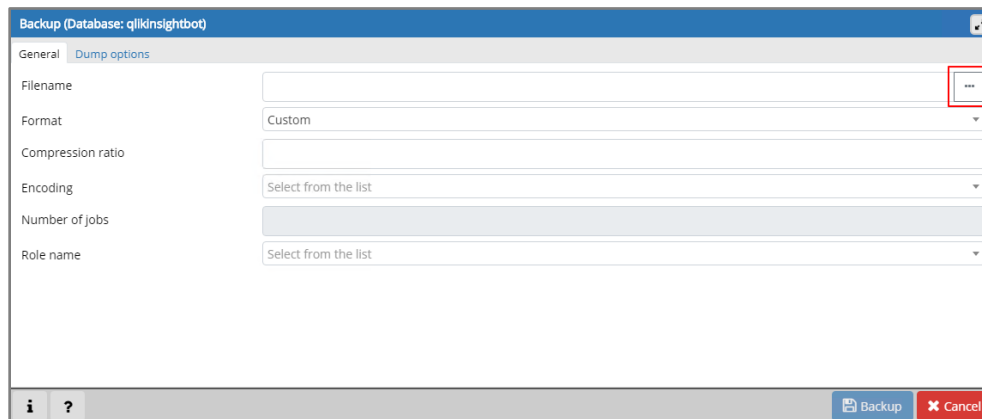 Backup (Database: qlikinsightbot)
General Dump options
Filename
...
Format Custom
Compression ratio
Encoding Select from the list
Number of jobs
Role name Select from the list
i ? Backup Cancel